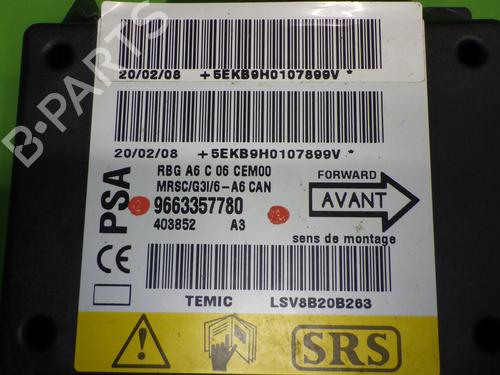 20/02/08 +5EKB9H0107899V *
20/02/08 +5EKB9H0107899V *
PSA
RBG A6 C 06 CEM00
MRSC/G3I/6-A6 CAN
9663357780
403852 A3
FORWARD
AVANT
sens de montage
CE
TEMIC LSV8B20B263
SRS
B-PARTS